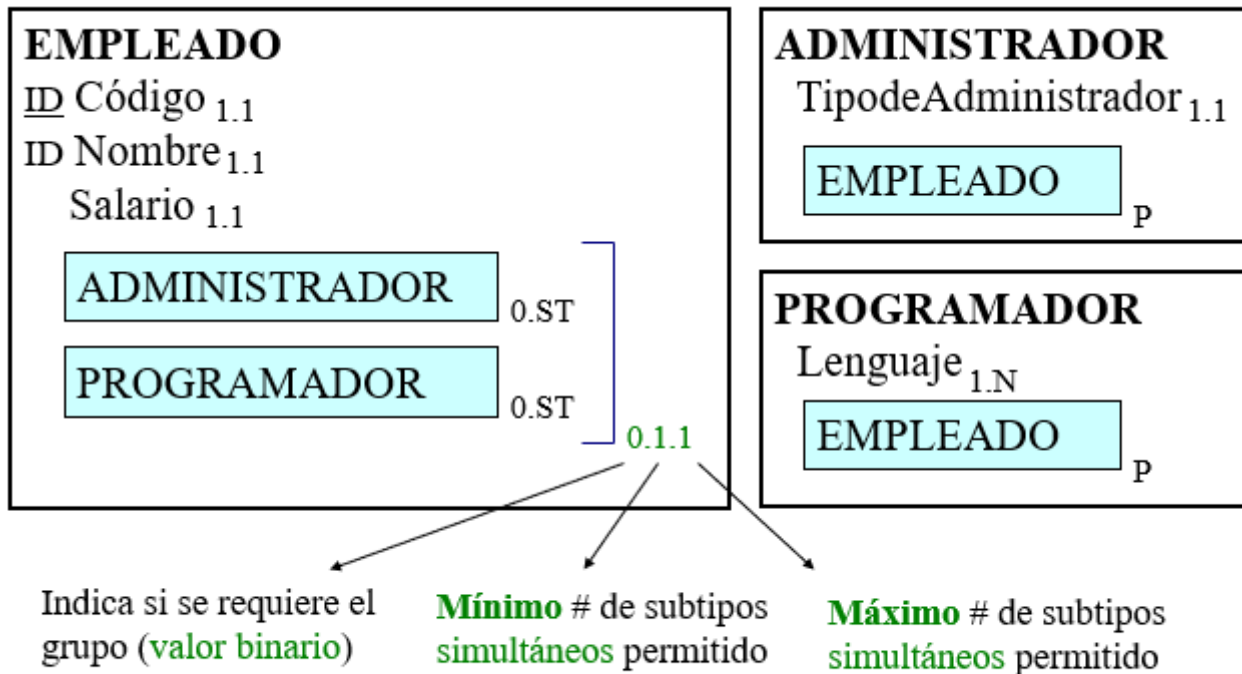 EMPLEADO
ID Código 1.1
ID Nombre 1.1
Salario 1.1
ADMINISTRADOR 0.ST
PROGRAMADOR 0.ST
0.1.1
ADMINISTRADOR
TipodeAdministrador 1.1
EMPLEADO P
PROGRAMADOR
Lenguaje 1.N
EMPLEADO P
Indica si se requiere el
grupo (valor binario)
Mínimo # de subtipos
simultáneos permitido
Máximo # de subtipos
simultáneos permitido